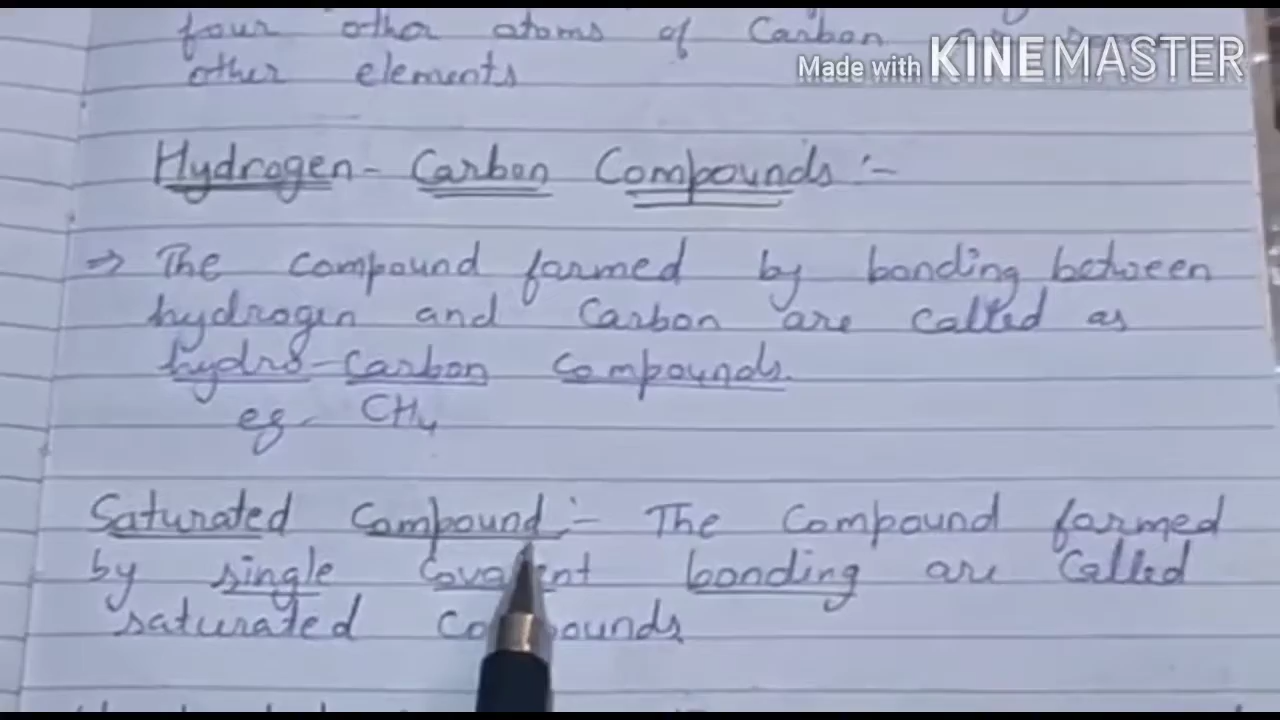 four other atoms of Carbon
other elements
Made with KINEMASTER
Hydrogen - Carbon Compounds :-
⇒ The compound formed by bonding between
hydrogen and Carbon are called as
hydro-carbon compounds.
eg - CH4
Saturated Compound :- The Compound formed
by single Covalent bonding are called
saturated compounds